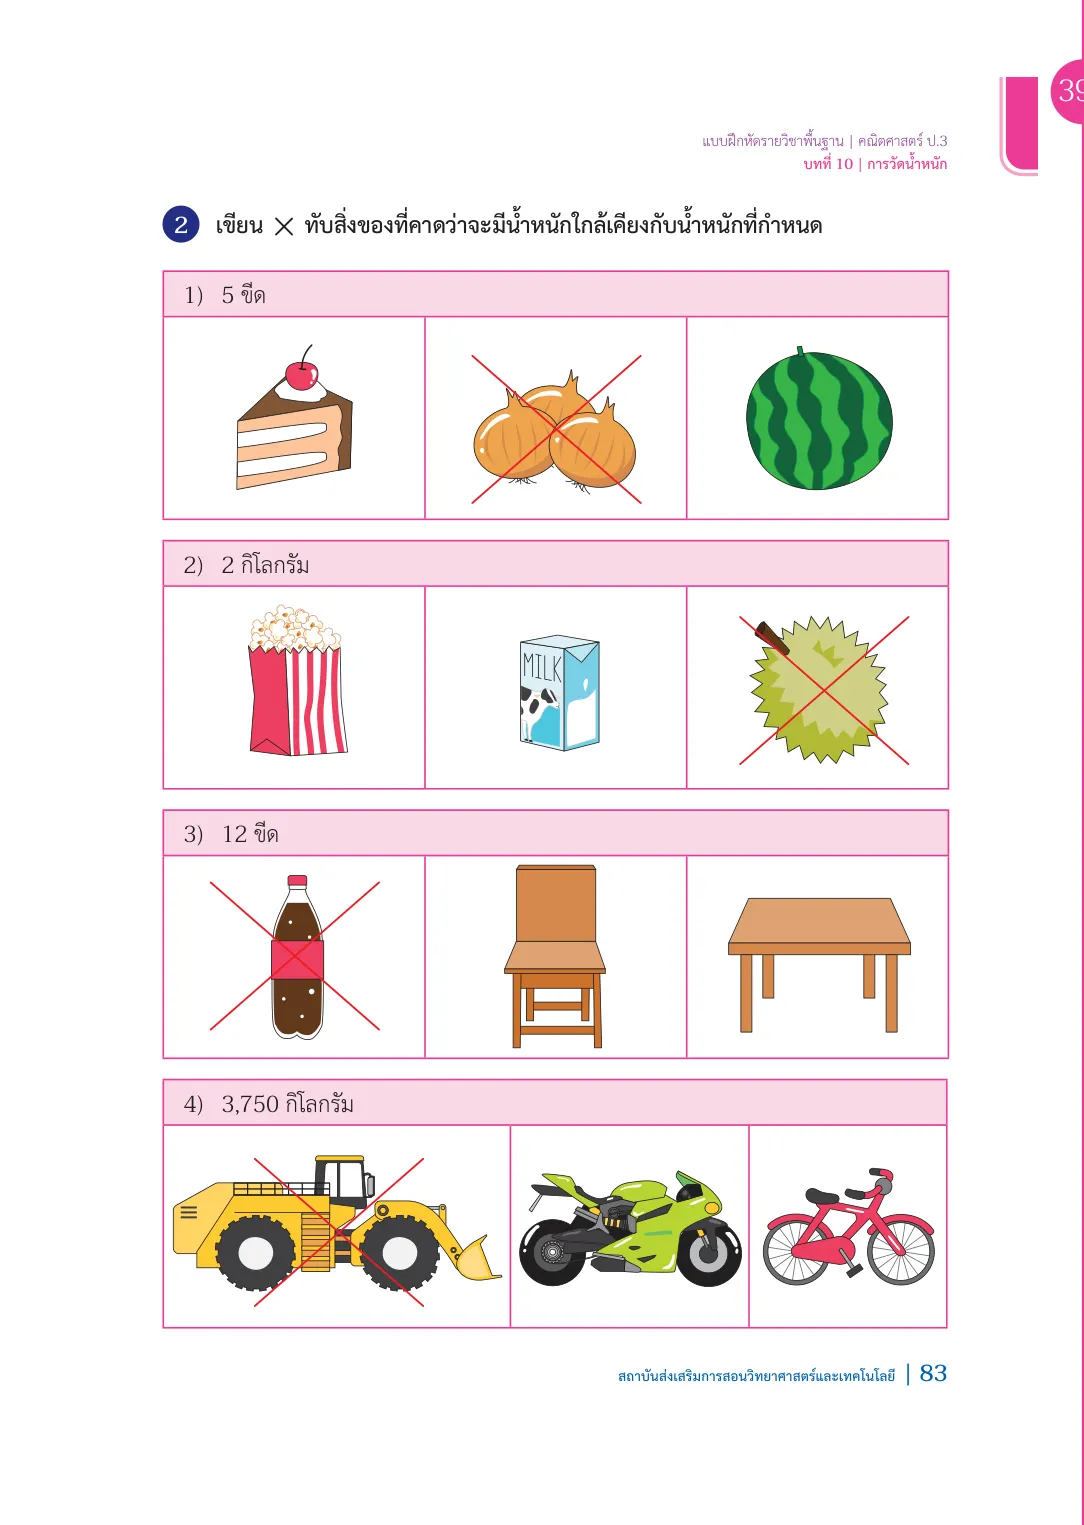 39
แบบฝึกหัดรายวิชาพื้นฐาน | คณิตศาสตร์ ป.3
บทที่ 10 | การวัดน้ำหนัก
2 เขียน × ทับสิ่งของที่คาดว่าจะมีน้ำหนักใกล้เคียงกับน้ำหนักที่กำหนด
1) 5 ขีด
2) 2 กิโลกรัม
MILK
3) 12 ขีด
4) 3,750 กิโลกรัม
สถาบันส่งเสริมการสอนวิทยาศาสตร์และเทคโนโลยี | 83